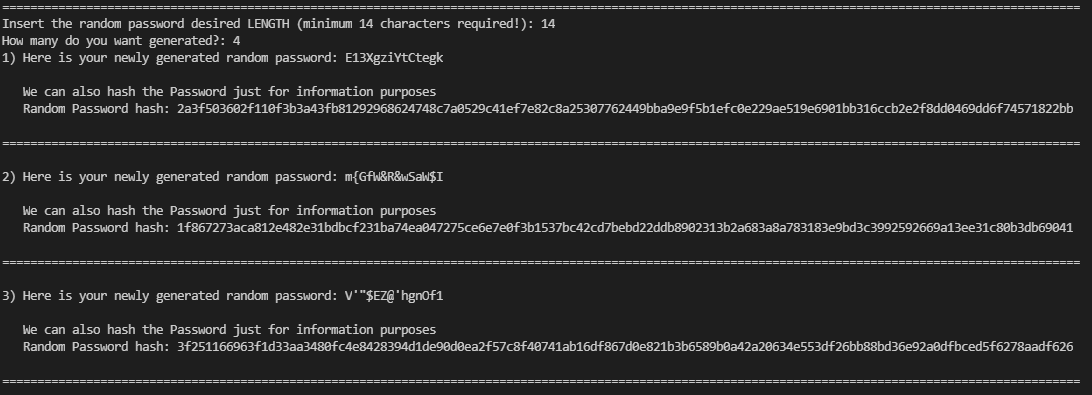 ================================================================================================================================================================
Insert the random password desired LENGTH (minimum 14 characters required!): 14
How many do you want generated?: 4
1) Here is your newly generated random password: E13XgziYtCtegk
We can also hash the Password just for information purposes
Random Password hash: 2a3f503602f110f3b3a43fb81292968624748c7a0529c41ef7e82c8a25307762449bba9e9f5b1efc0e229ae519e6901bb316ccb2e2f8dd0469dd6f74571822bb
================================================================================================================================================================
2) Here is your newly generated random password: m{GfW&R&wSaW$I
We can also hash the Password just for information purposes
Random Password hash: 1f867273aca812e482e31bdbcf231ba74ea047275ce6e7e0f3b1537bc42cd7bebd22ddb8902313b2a683a8a783183e9bd3c3992592669a13ee31c80b3db69041
================================================================================================================================================================
3) Here is your newly generated random password: V'"$EZ@'hgnOf1
We can also hash the Password just for information purposes
Random Password hash: 3f251166963f1d33aa3480fc4e8428394d1de90d0ea2f57c8f40741ab16df867d0e821b3b6589b0a42a20634e553df26bb88bd36e92a0dfbced5f6278aadf626
================================================================================================================================================================